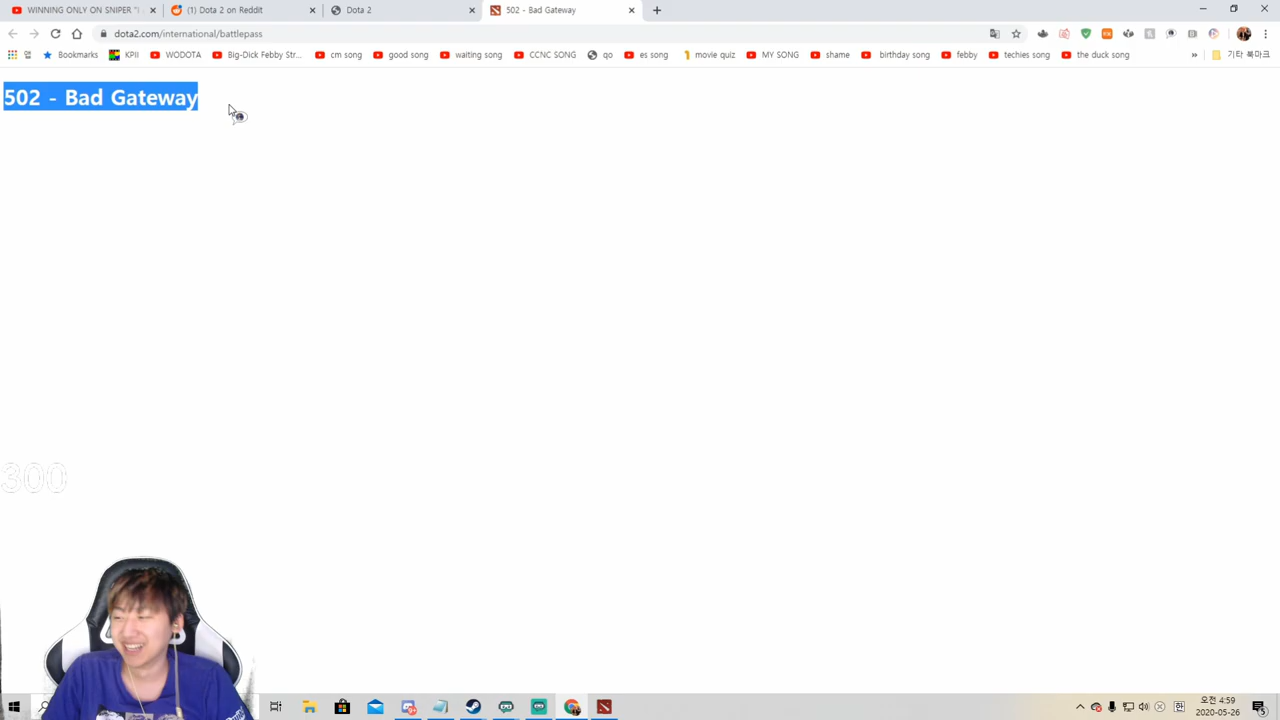 WINNING ONLY ON SNIPER "I
(1) Dota 2 on Reddit
Dota 2
502 - Bad Gateway
dota2.com/international/battlepass
앱
Bookmarks
KPII
WODOTA
Big-Dick Febby Str...
cm song
good song
waiting song
CCNC SONG
qo
es song
movie quiz
MY SONG
shame
birthday song
febby
techies song
the duck song
»
기타 북마크
502 - Bad Gateway
300
한
오전 4:59
2020-05-26